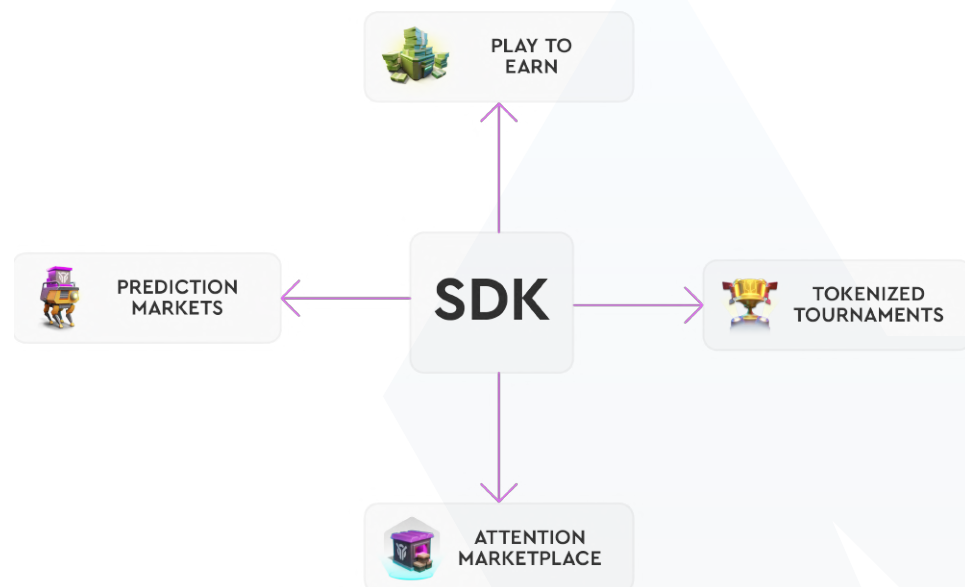 PLAY TO
EARN
PREDICTION
MARKETS
SDK
TOKENIZED
TOURNAMENTS
ATTENTION
MARKETPLACE